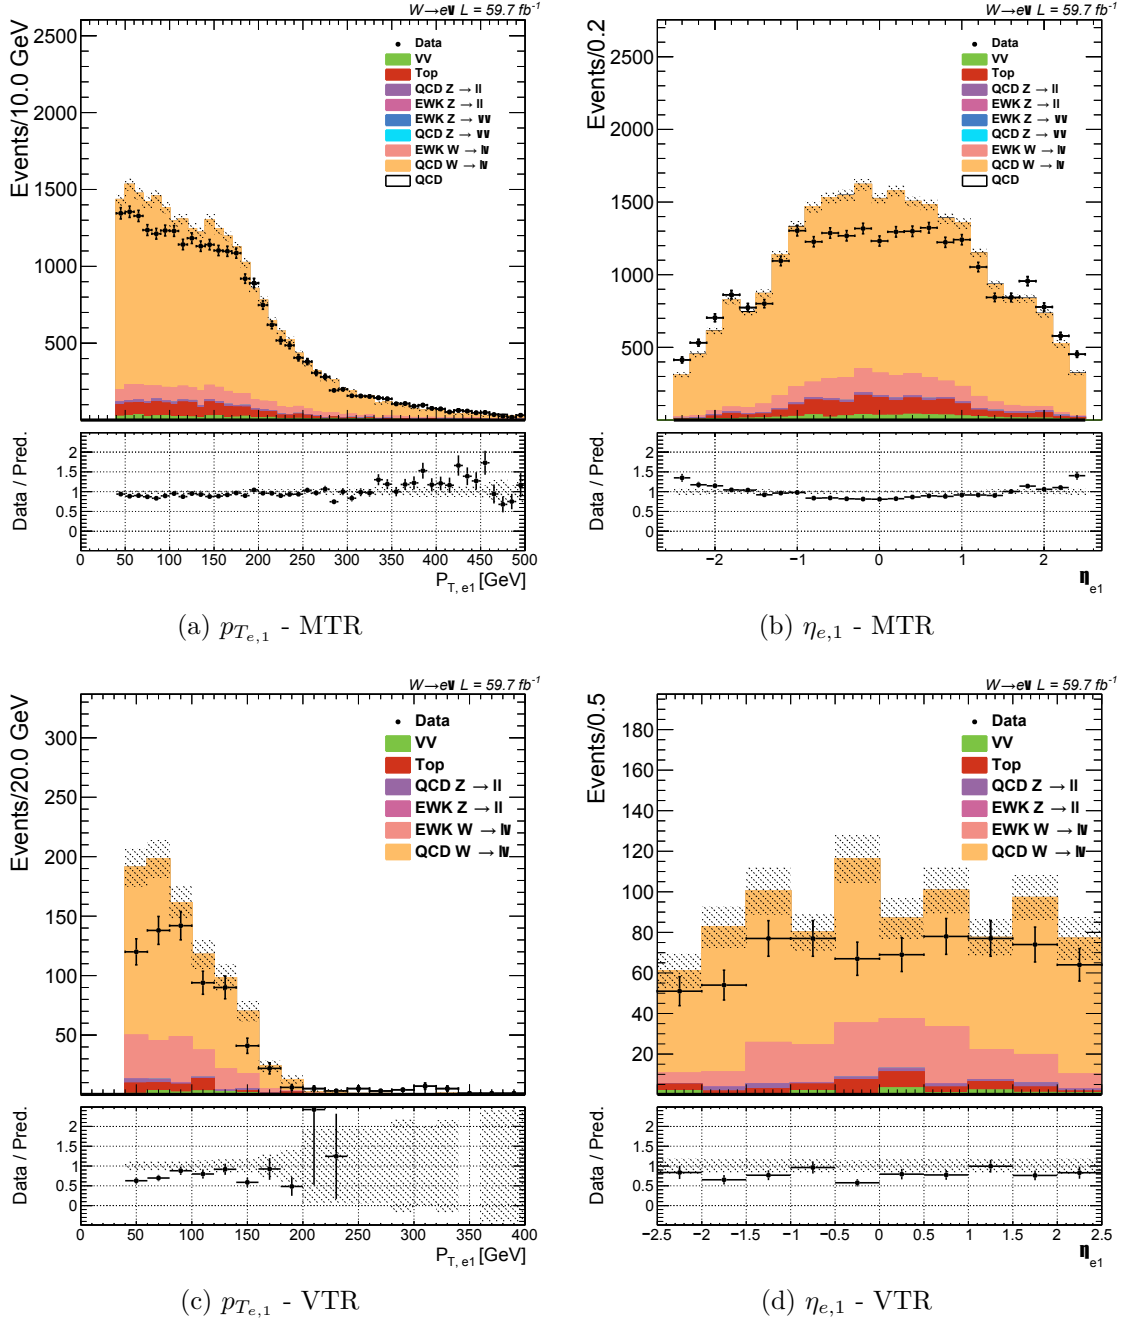 W→eν L = 59.7 fb⁻¹
Events/10.0 GeV
2500
2000
1500
1000
500
Data
VV
Top
QCD Z → ll
EWK Z → ll
EWK Z → νν
QCD Z → νν
EWK W → lν
QCD W → lν
QCD
Data / Pred.
2
1.5
1
0.5
0
0 50 100 150 200 250 300 350 400 450 500
P_T, e1 [GeV]
(a) p_{T_{e,1}} - MTR
W→eν L = 59.7 fb⁻¹
Events/0.2
2500
2000
1500
1000
500
Data
VV
Top
QCD Z → ll
EWK Z → ll
EWK Z → νν
QCD Z → νν
EWK W → lν
QCD W → lν
QCD
Data / Pred.
2
1.5
1
0.5
0
−2 −1 0 1 2
η_e1
(b) η_{e,1} - MTR
W→eν L = 59.7 fb⁻¹
Events/20.0 GeV
300
250
200
150
100
50
Data
VV
Top
QCD Z → ll
EWK Z → ll
EWK W → lν
QCD W → lν
Data / Pred.
2
1.5
1
0.5
0
0 50 100 150 200 250 300 350 400
P_T, e1 [GeV]
(c) p_{T_{e,1}} - VTR
W→eν L = 59.7 fb⁻¹
Events/0.5
180
160
140
120
100
80
60
40
20
Data
VV
Top
QCD Z → ll
EWK Z → ll
EWK W → lν
QCD W → lν
Data / Pred.
2
1.5
1
0.5
0
−2.5 −2 −1.5 −1 −0.5 0 0.5 1 1.5 2 2.5
η_e1
(d) η_{e,1} - VTR